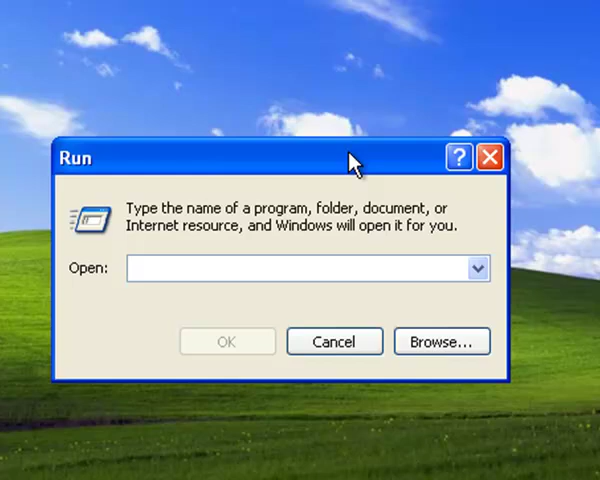 Run
?
Type the name of a program, folder, document, or
Internet resource, and Windows will open it for you.
Open:
OK
Cancel
Browse...